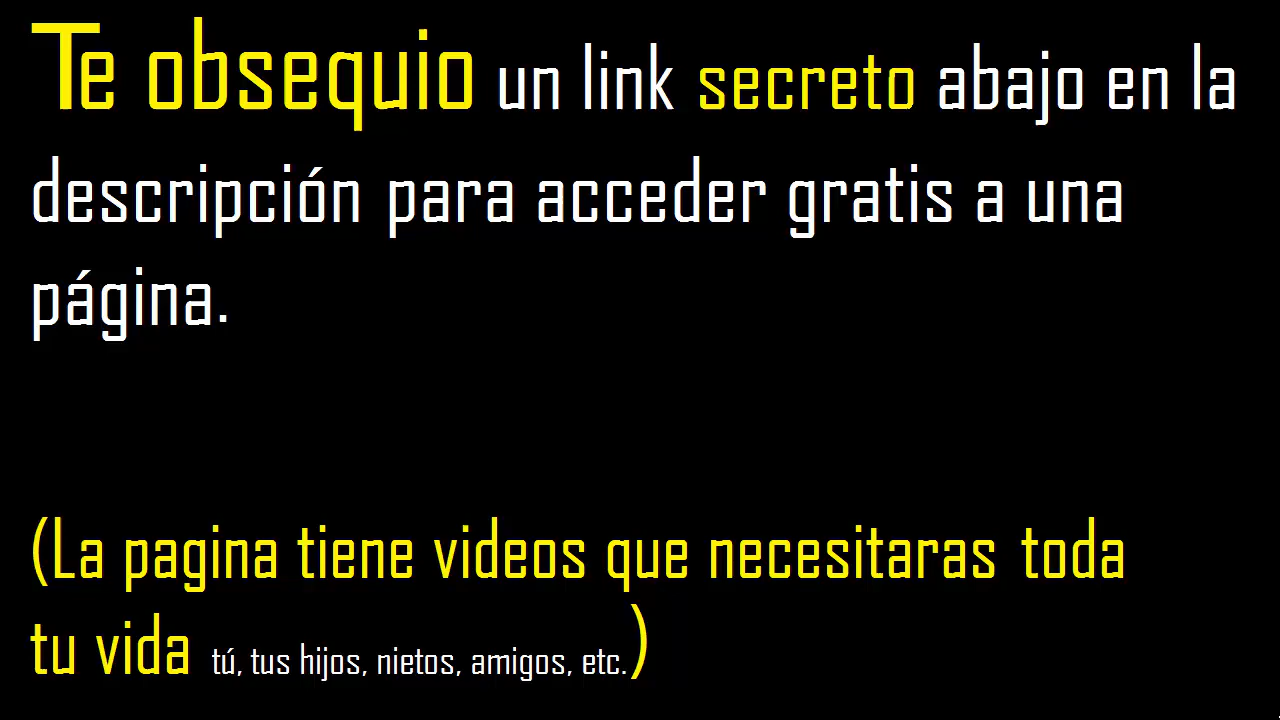 Te obsequio un link secreto abajo en la
descripción para acceder gratis a una
página.
(La pagina tiene videos que necesitaras toda
tu vida tú, tus hijos, nietos, amigos, etc.)